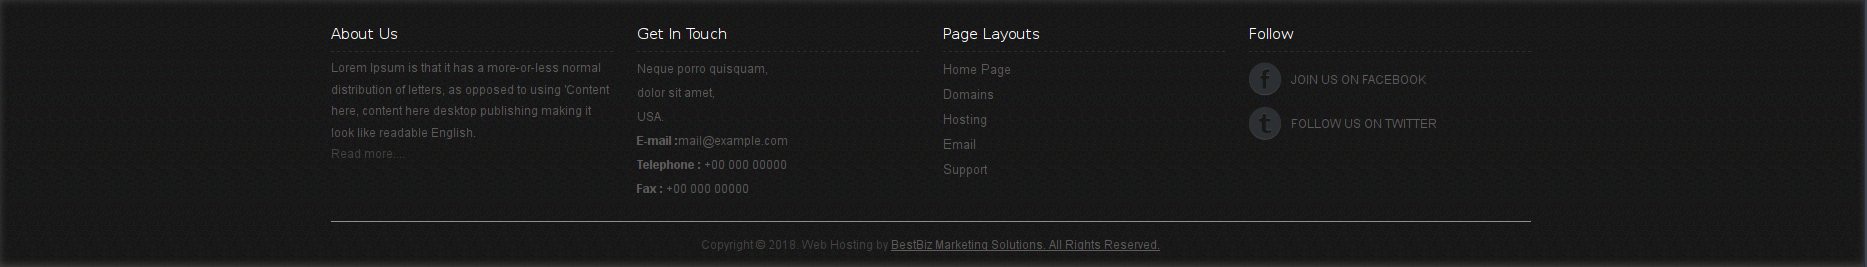 About Us
Lorem Ipsum is that it has a more-or-less normal
distribution of letters, as opposed to using 'Content
here, content here desktop publishing making it
look like readable English.
Read more....
Get In Touch
Neque porro quisquam,
dolor sit amet,
USA.
E-mail :mail@example.com
Telephone : +00 000 00000
Fax : +00 000 00000
Page Layouts
Home Page
Domains
Hosting
Email
Support
Follow
f JOIN US ON FACEBOOK
t FOLLOW US ON TWITTER
Copyright © 2018. Web Hosting by BestBiz Marketing Solutions. All Rights Reserved.